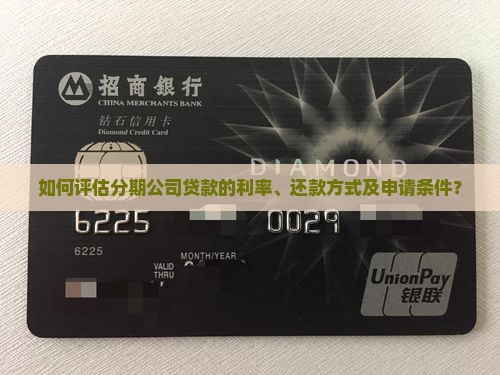 招商銀行
CHINA MERCHANTS BANK
钻石信用卡
Diamond Credit Card
DIAMOND
如何评估分期公司贷款的利率、还款方式及申请条件?
6225 0029
6225
MONTH/YEAR
VALID
THRU
UnionPay
银联